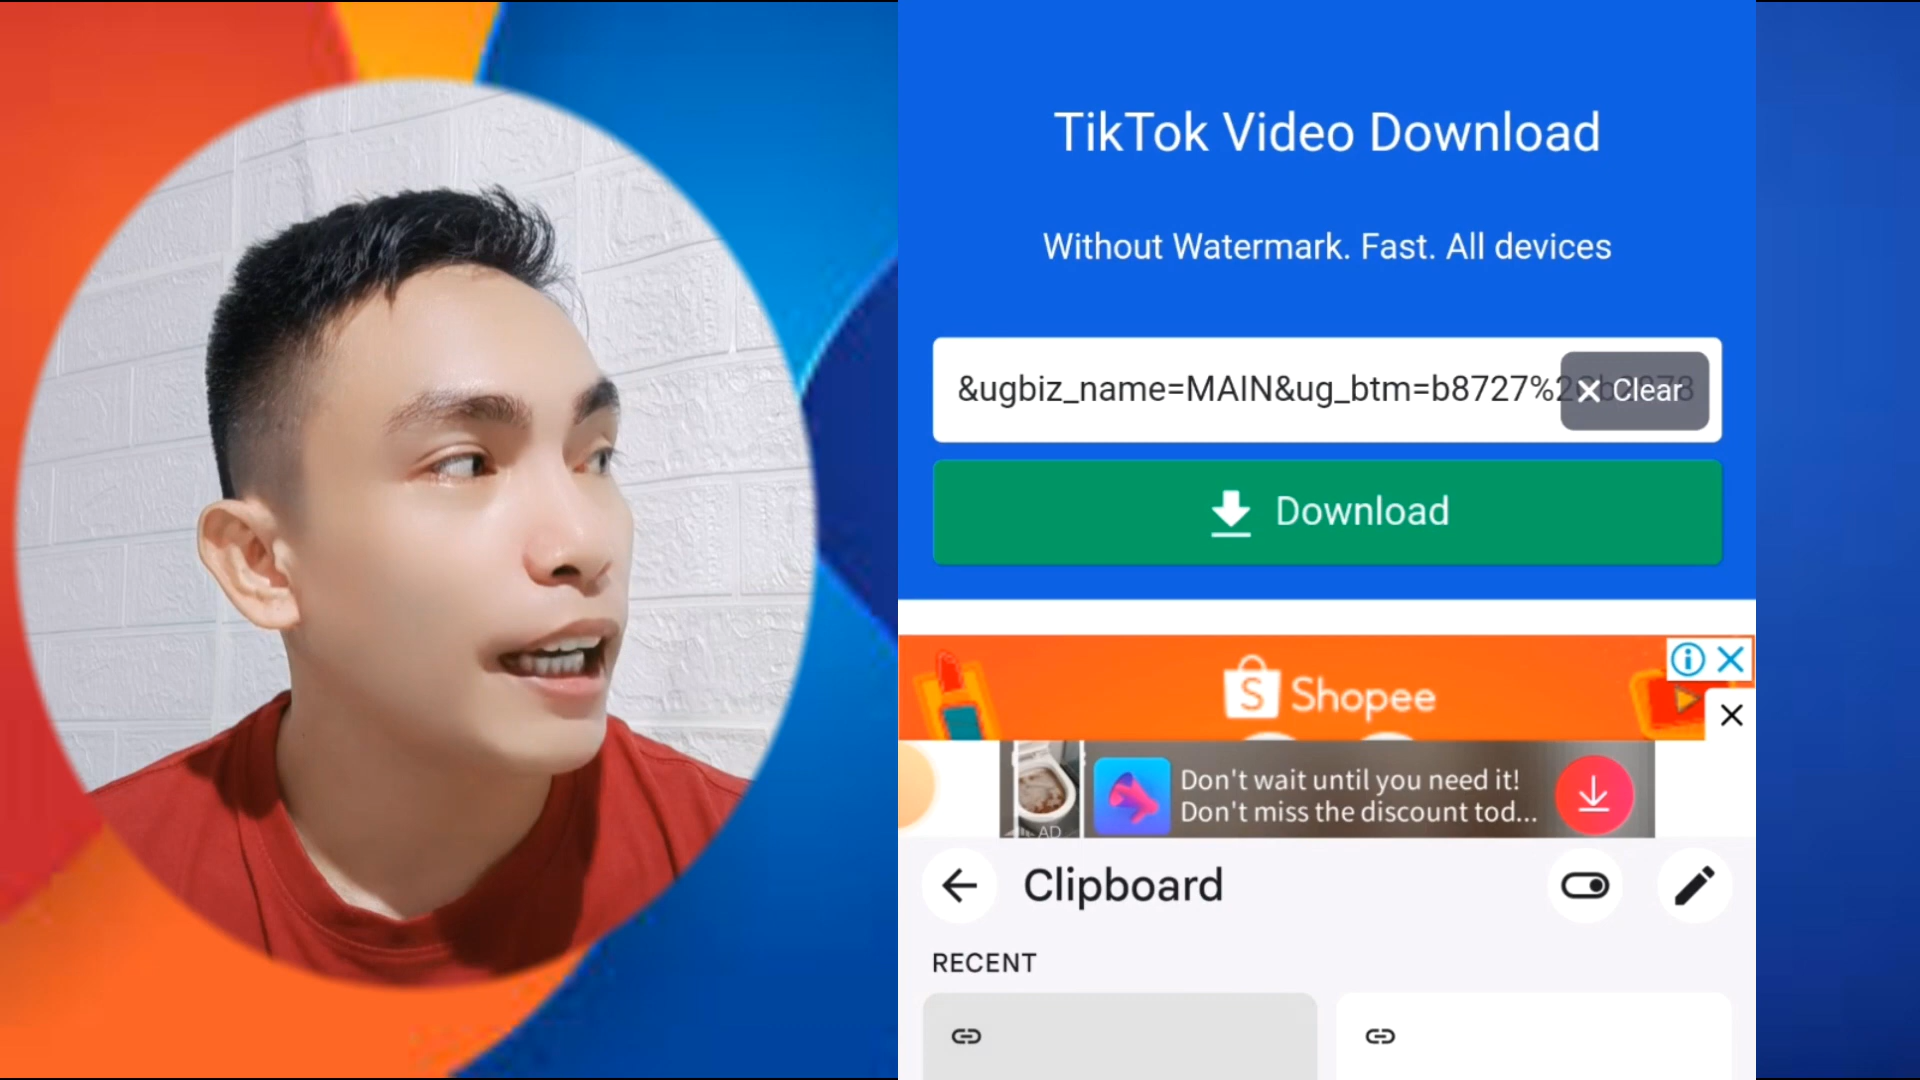 TikTok Video Download
Without Watermark. Fast. All devices
&ugbiz_name=MAIN&ug_btm=b8727%2
Clear
Download
Shopee
Don't wait until you need it!
Don't miss the discount tod...
AD
Clipboard
RECENT